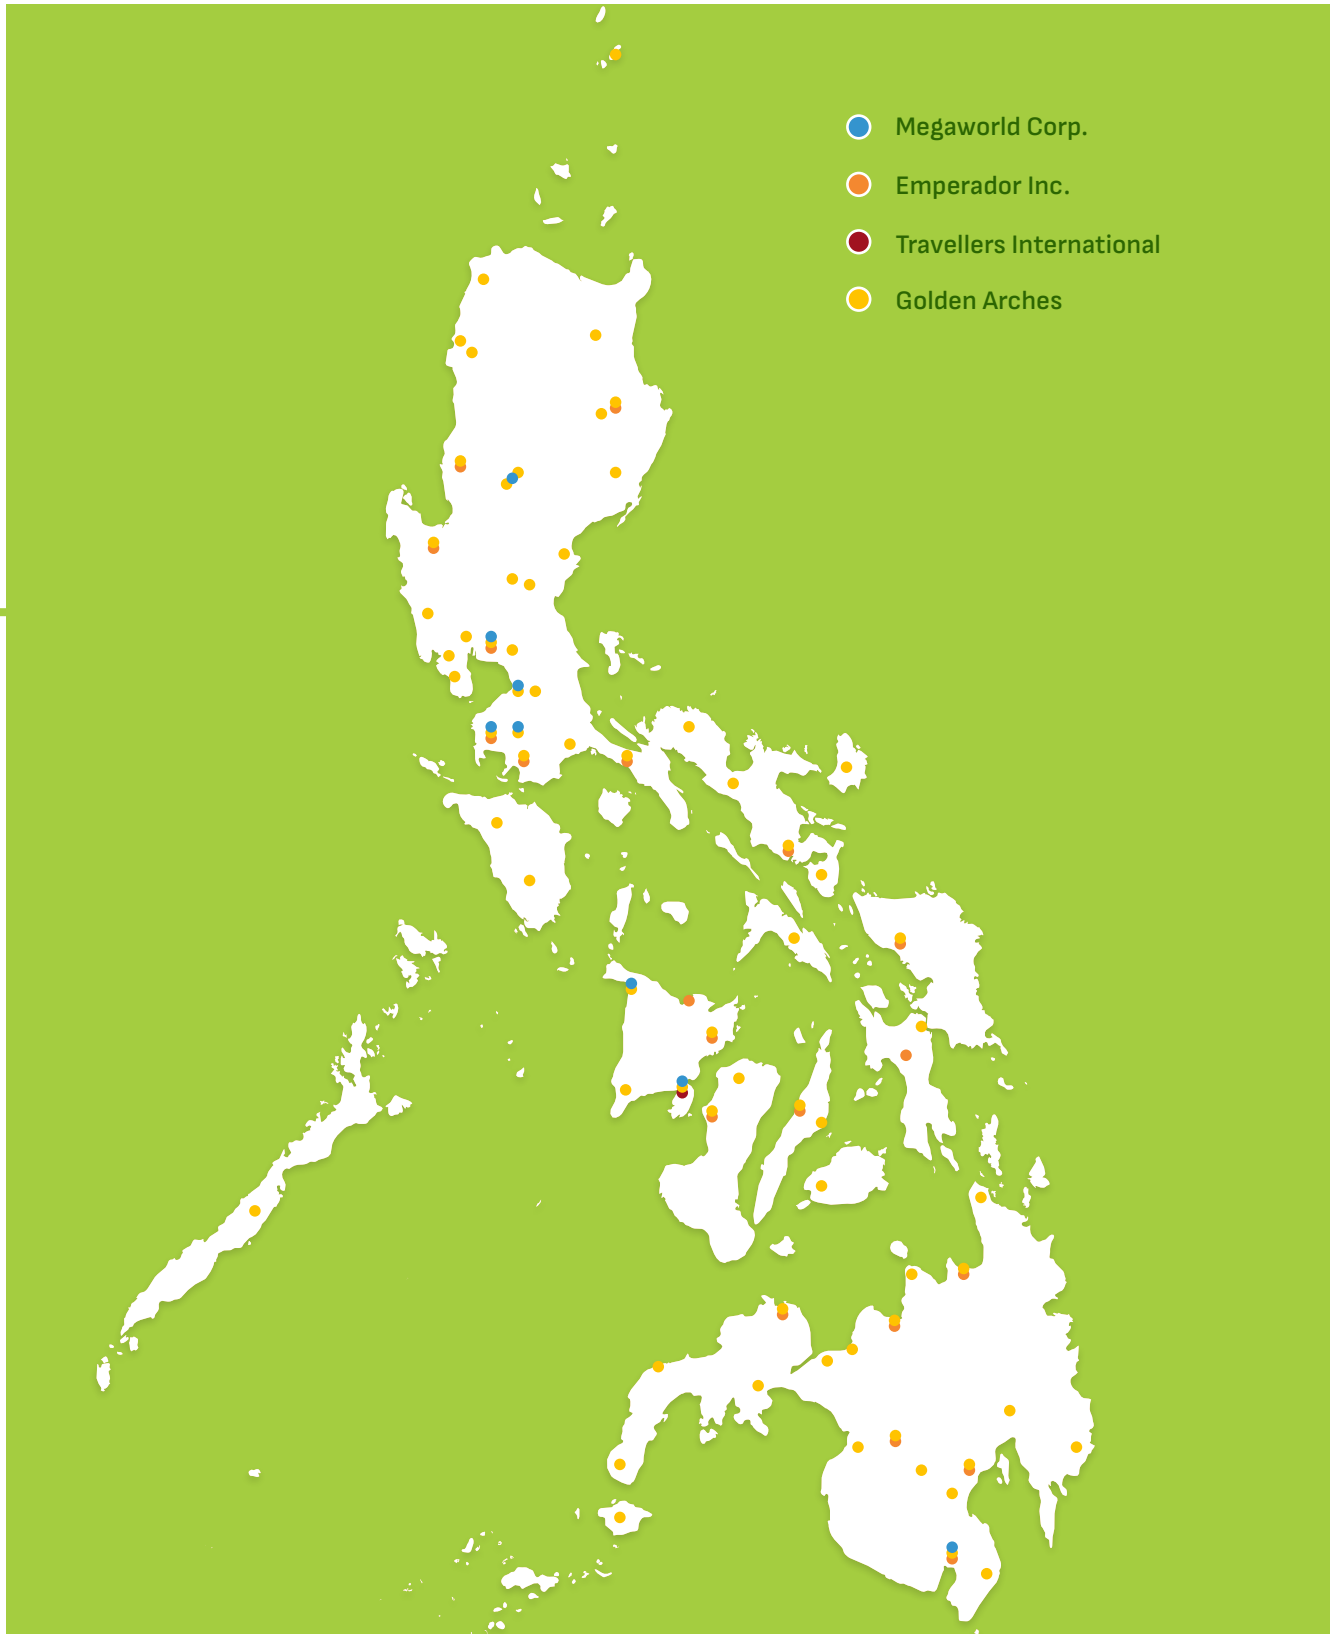 Megaworld Corp.
Emperador Inc.
Travellers International
Golden Arches